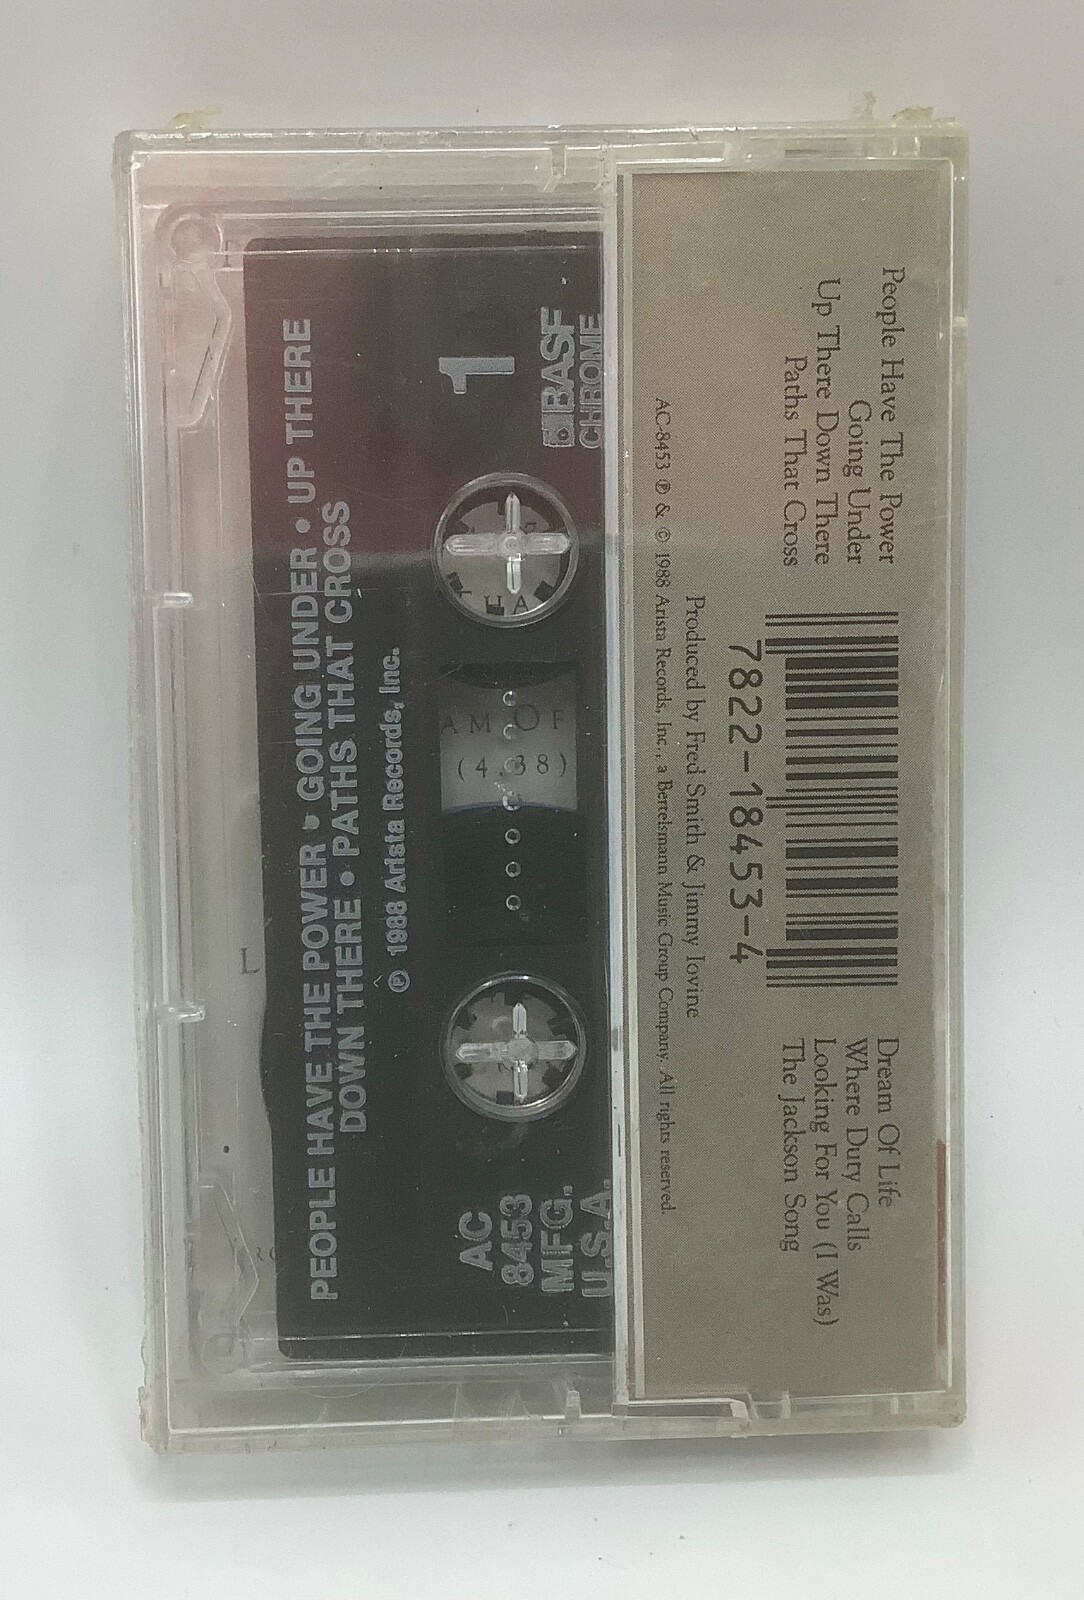 PEOPLE HAVE THE POWER • GOING UNDER • UP THERE
DOWN THERE • PATHS THAT CROSS
℗ 1988 Arista Records, Inc.
1
BASF
CHROME
AC
8453
MFG.
U.S.A.
AM OF
(4.38)
L
People Have The Power
Going Under
Up There Down There
Paths That Cross
7822-18453-4
Dream Of Life
Where Duty Calls
Looking For You (I Was)
The Jackson Song
Produced by Fred Smith & Jimmy Iovine
AC-8453 ℗ & © 1988 Arista Records, Inc., a Bertelsmann Music Group Company. All rights reserved.